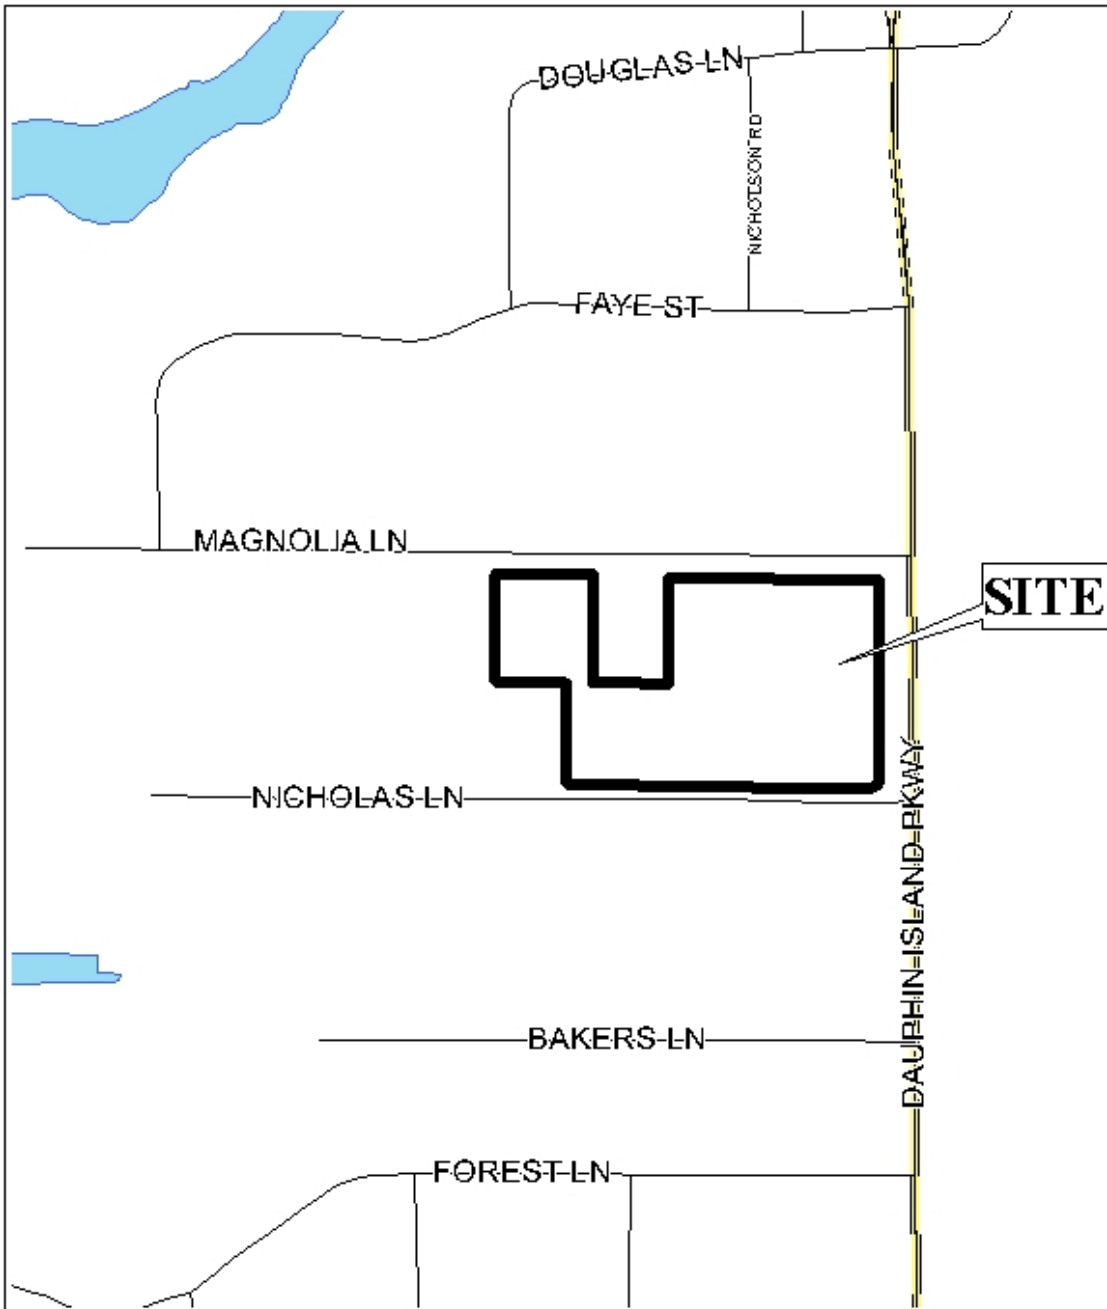 DOUGLAS LN
NICHOLSON RD
FAYE ST
MAGNOLIA LN
SITE
NICHOLAS LN
DAUPHIN ISLAND PKWY
BAKERS LN
FOREST LN